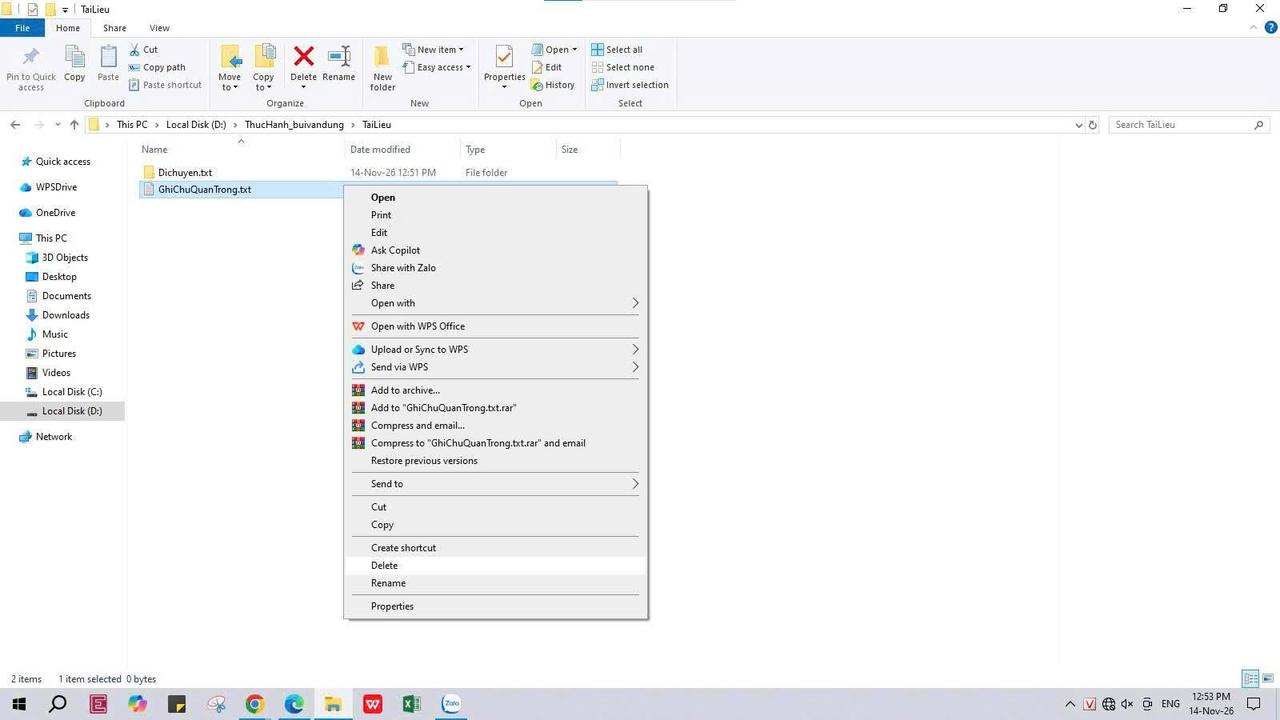 TaiLieu
File Home Share View
Pin to Quick access
Copy
Paste
Cut
Copy path
Paste shortcut
Clipboard
Move to
Copy to
Delete
Rename
Organize
New folder
New item
Easy access
New
Properties
Open
Edit
History
Open
Select all
Select none
Invert selection
Select
This PC > Local Disk (D:) > ThucHanh_buivandung > TaiLieu
Search TaiLieu
Quick access
WPSDrive
OneDrive
This PC
3D Objects
Desktop
Documents
Downloads
Music
Pictures
Videos
Local Disk (C:)
Local Disk (D:)
Network
Name Date modified Type Size
Dichuyen.txt 14-Nov-26 12:51 PM File folder
GhiChuQuanTrong.txt
Open
Print
Edit
Ask Copilot
Share with Zalo
Share
Open with
Open with WPS Office
Upload or Sync to WPS
Send via WPS
Add to archive...
Add to "GhiChuQuanTrong.txt.rar"
Compress and email...
Compress to "GhiChuQuanTrong.txt.rar" and email
Restore previous versions
Send to
Cut
Copy
Create shortcut
Delete
Rename
Properties
2 items 1 item selected 0 bytes
Zalo
ENG
12:53 PM
14-Nov-26